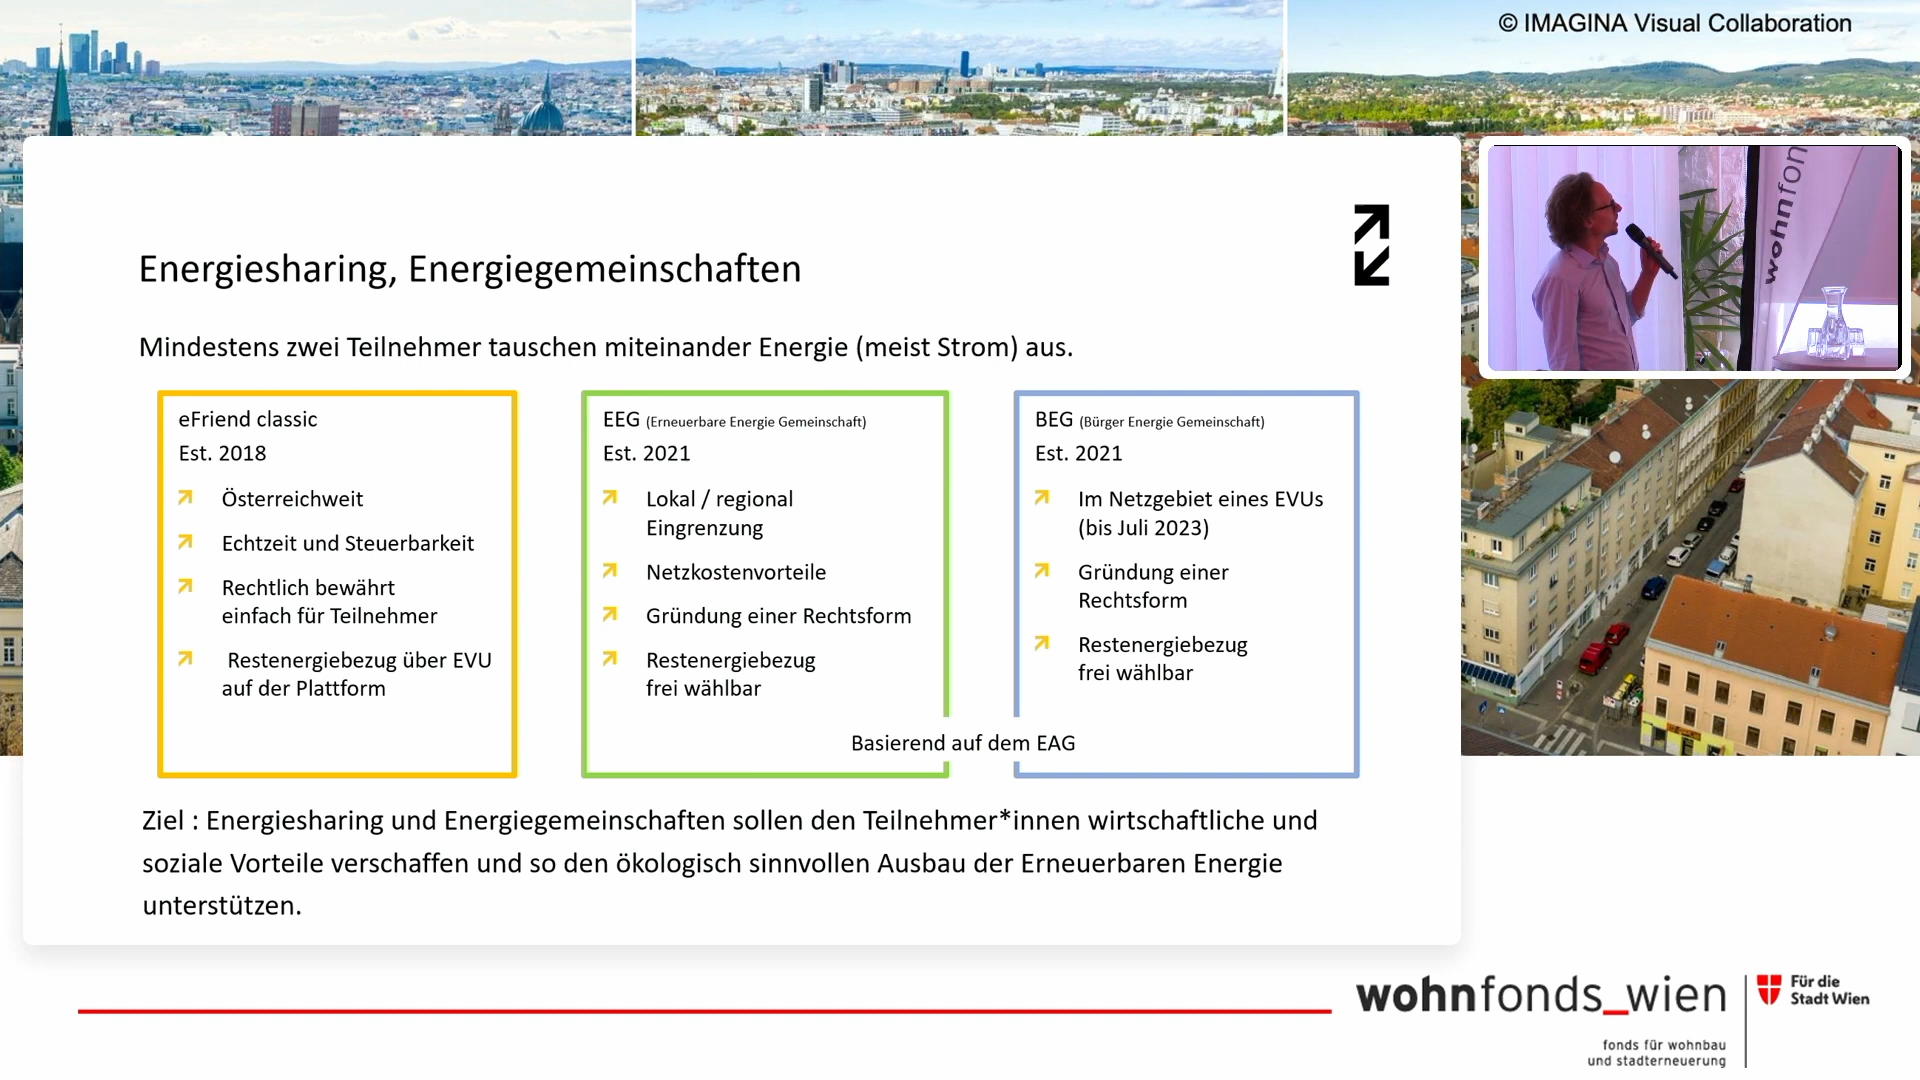 © IMAGINA Visual Collaboration
wohnfon
Energiesharing, Energiegemeinschaften
Mindestens zwei Teilnehmer tauschen miteinander Energie (meist Strom) aus.
eFriend classic
Est. 2018
Österreichweit
Echtzeit und Steuerbarkeit
Rechtlich bewährt
einfach für Teilnehmer
Restenergiebezug über EVU
auf der Plattform
EEG (Erneuerbare Energie Gemeinschaft)
Est. 2021
Lokal / regional
Eingrenzung
Netzkostenvorteile
Gründung einer Rechtsform
Restenergiebezug
frei wählbar
BEG (Bürger Energie Gemeinschaft)
Est. 2021
Im Netzgebiet eines EVUs
(bis Juli 2023)
Gründung einer
Rechtsform
Restenergiebezug
frei wählbar
Basierend auf dem EAG
Ziel : Energiesharing und Energiegemeinschaften sollen den Teilnehmer*innen wirtschaftliche und
soziale Vorteile verschaffen und so den ökologisch sinnvollen Ausbau der Erneuerbaren Energie
unterstützen.
wohnfonds_wien
fonds für wohnbau
und stadterneuerung
Für die
Stadt Wien